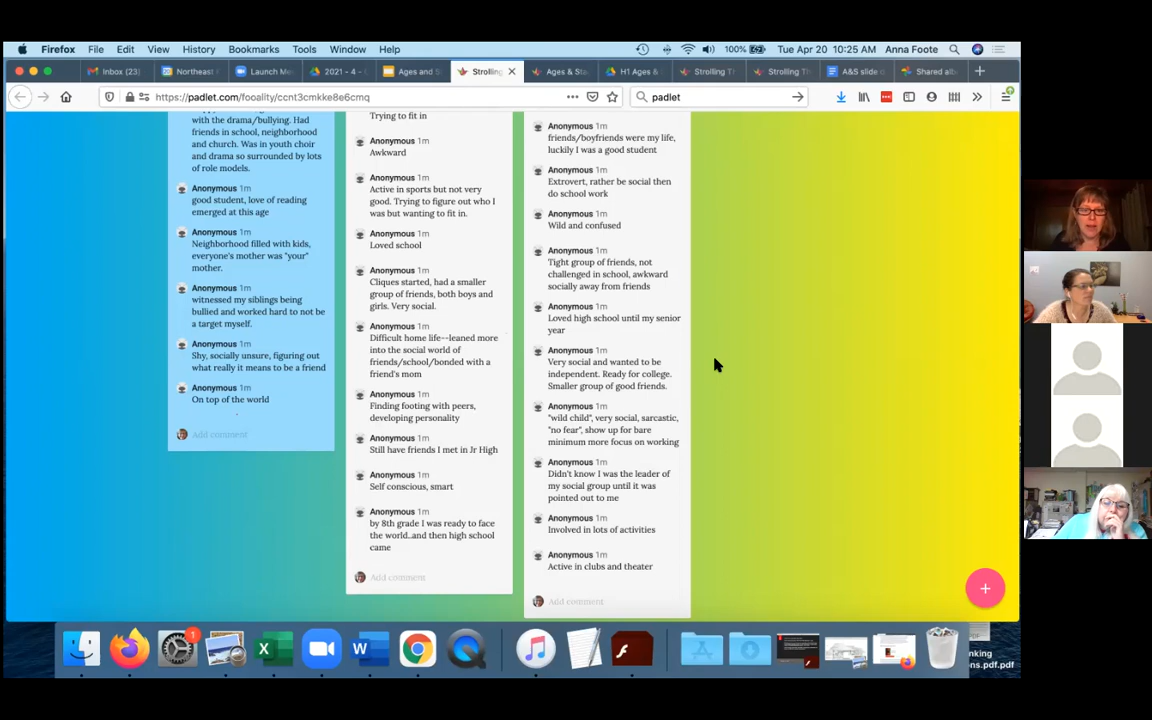 Firefox File Edit View History Bookmarks Tools Window Help 100% Tue Apr 20 10:25 AM Anna Foote
Inbox (23) Northeast Launch Me 2021 - 4 - Ages and S Strolling Ages & Sta H1 Ages & Strolling Th Strolling Th A&S slide Shared alb
https://padlet.com/fooality/ccnt3cmkke8e6cmq
padlet
with the drama/bullying. Had
friends in school, neighborhood
and church. Was in youth choir
and drama so surrounded by lots
of role models.
Anonymous 1m
good student, love of reading
emerged at this age
Anonymous 1m
Neighborhood filled with kids,
everyone's mother was "your"
mother.
Anonymous 1m
witnessed my siblings being
bullied and worked hard to not be
a target myself.
Anonymous 1m
Shy, socially unsure, figuring out
what really it means to be a friend
Anonymous 1m
On top of the world
Add comment
Trying to fit in
Anonymous 1m
Awkward
Anonymous 1m
Active in sports but not very
good. Trying to figure out who I
was but wanting to fit in.
Anonymous 1m
Loved school
Anonymous 1m
Cliques started, had a smaller
group of friends, both boys and
girls. Very social.
Anonymous 1m
Difficult home life--leaned more
into the social world of
friends/school/bonded with a
friend's mom
Anonymous 1m
Finding footing with peers,
developing personality
Anonymous 1m
Still have friends I met in Jr High
Anonymous 1m
Self conscious, smart
Anonymous 1m
by 8th grade I was ready to face
the world..and then high school
came
Add comment
Anonymous 1m
friends/boyfriends were my life,
luckily I was a good student
Anonymous 1m
Extrovert, rather be social then
do school work
Anonymous 1m
Wild and confused
Anonymous 1m
Tight group of friends, not
challenged in school, awkward
socially away from friends
Anonymous 1m
Loved high school until my senior
year
Anonymous 1m
Very social and wanted to be
independent. Ready for college.
Smaller group of good friends.
Anonymous 1m
"wild child", very social, sarcastic,
"no fear", show up for bare
minimum more focus on working
Anonymous 1m
Didn't know I was the leader of
my social group until it was
pointed out to me
Anonymous 1m
Involved in lots of activities
Anonymous 1m
Active in clubs and theater
Add comment
1
nking
ons.pdf.pdf